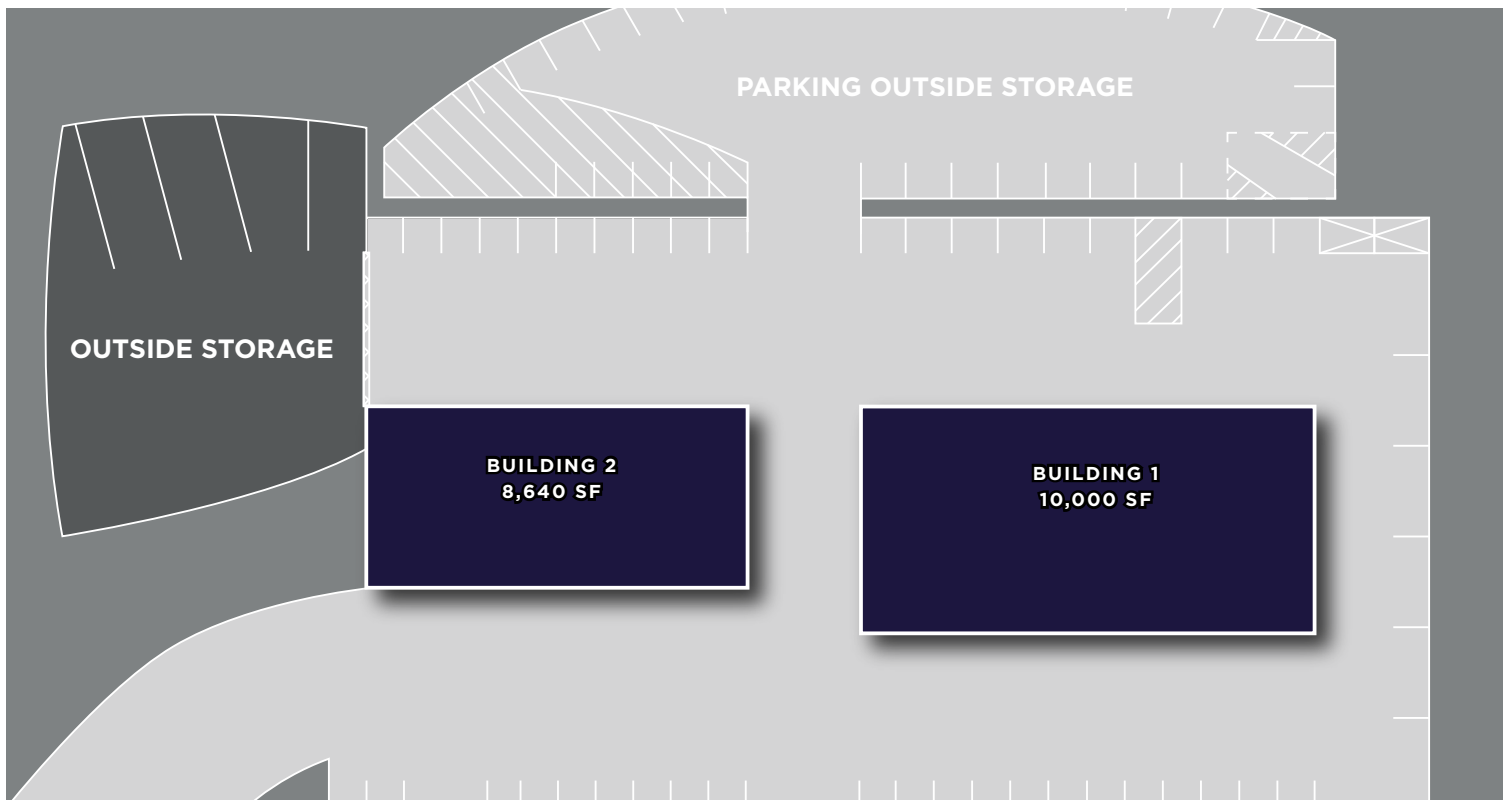 PARKING OUTSIDE STORAGE
OUTSIDE STORAGE
BUILDING 2
8,640 SF
BUILDING 1
10,000 SF